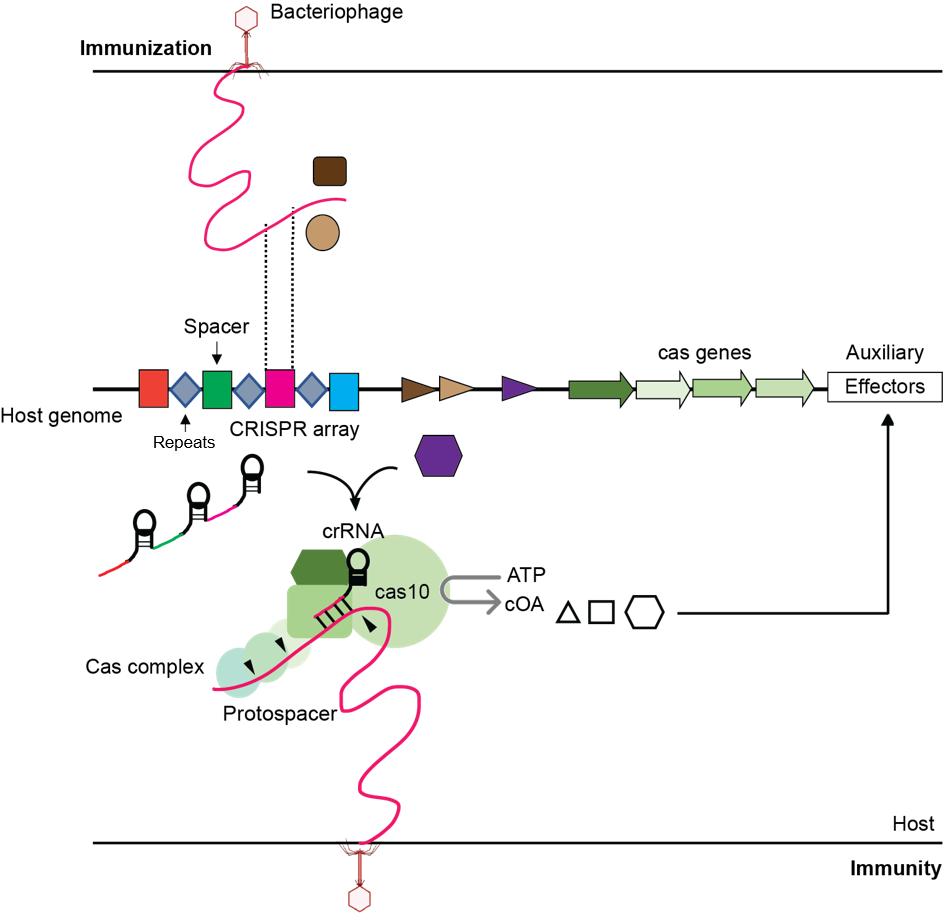 Bacteriophage
Immunization
Spacer
cas genes
Auxiliary
Effectors
Host genome
Repeats
CRISPR array
crRNA
cas10
ATP
cOA
Cas complex
Protospacer
Host
Immunity